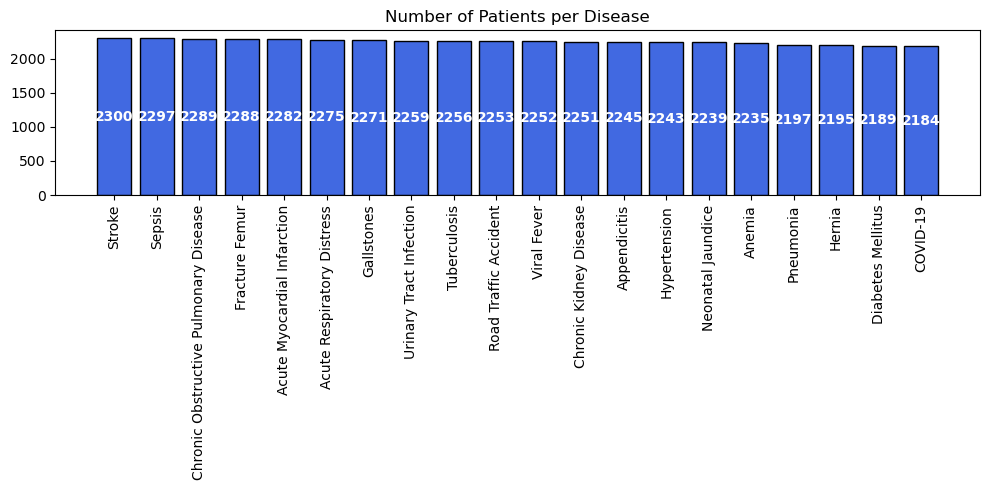 Number of Patients per Disease
2000
1500
1000
500
0
2300 2297 2289 2288 2282 2275 2271 2259 2256 2253 2252 2251 2245 2243 2239 2235 2197 2195 2189 2184
Stroke
Sepsis
Chronic Obstructive Pulmonary Disease
Fracture Femur
Acute Myocardial Infarction
Acute Respiratory Distress
Gallstones
Urinary Tract Infection
Tuberculosis
Road Traffic Accident
Viral Fever
Chronic Kidney Disease
Appendicitis
Hypertension
Neonatal Jaundice
Anemia
Pneumonia
Hernia
Diabetes Mellitus
COVID-19